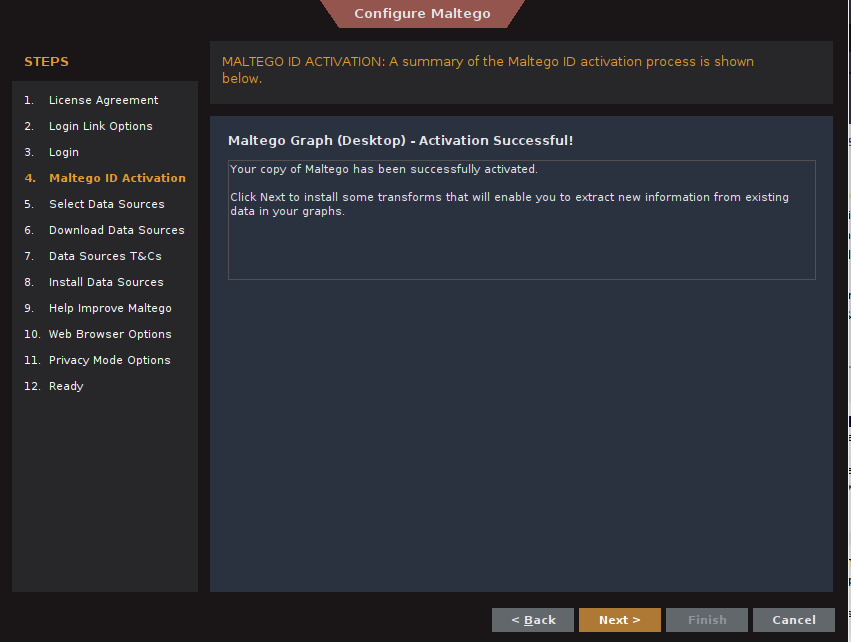 Configure Maltego
STEPS
1. License Agreement
2. Login Link Options
3. Login
4. Maltego ID Activation
5. Select Data Sources
6. Download Data Sources
7. Data Sources T&Cs
8. Install Data Sources
9. Help Improve Maltego
10. Web Browser Options
11. Privacy Mode Options
12. Ready
MALTEGO ID ACTIVATION: A summary of the Maltego ID activation process is shown
below.
Maltego Graph (Desktop) - Activation Successful!
Your copy of Maltego has been successfully activated.
Click Next to install some transforms that will enable you to extract new information from existing
data in your graphs.
< Back
Next >
Finish
Cancel